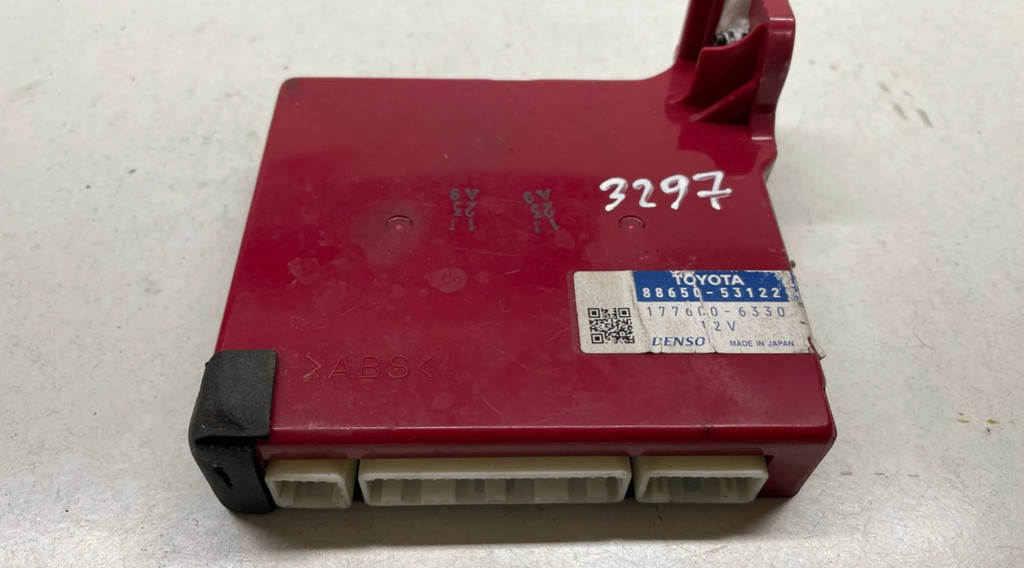 3297
TOYOTA
88650-53122
177600-6330
12V
DENSO MADE IN JAPAN
>ABS<